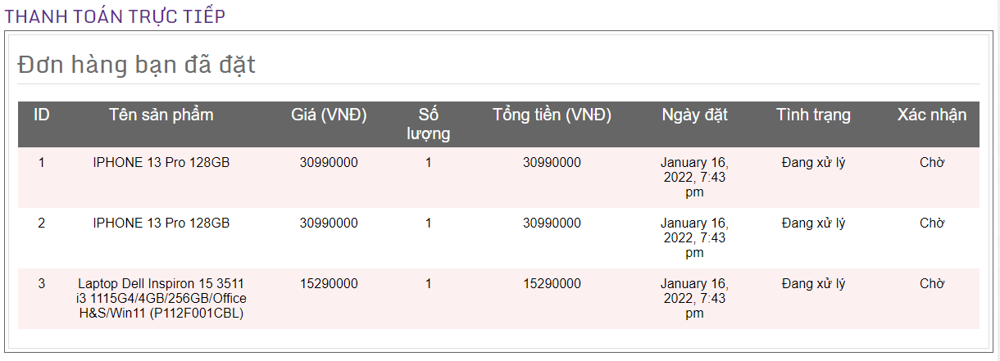 THANH TOÁN TRỰC TIẾP
Đơn hàng bạn đã đặt
ID Tên sản phẩm Giá (VNĐ) Số lượng Tổng tiền (VNĐ) Ngày đặt Tình trạng Xác nhận
1 IPHONE 13 Pro 128GB 30990000 1 30990000 January 16, Đang xử lý Chờ
2022, 7:43
pm
2 IPHONE 13 Pro 128GB 30990000 1 30990000 January 16, Đang xử lý Chờ
2022, 7:43
pm
3 Laptop Dell Inspiron 15 3511 15290000 1 15290000 January 16, Đang xử lý Chờ
i3 1115G4/4GB/256GB/Office 2022, 7:43
H&S/Win11 (P112F001CBL) pm